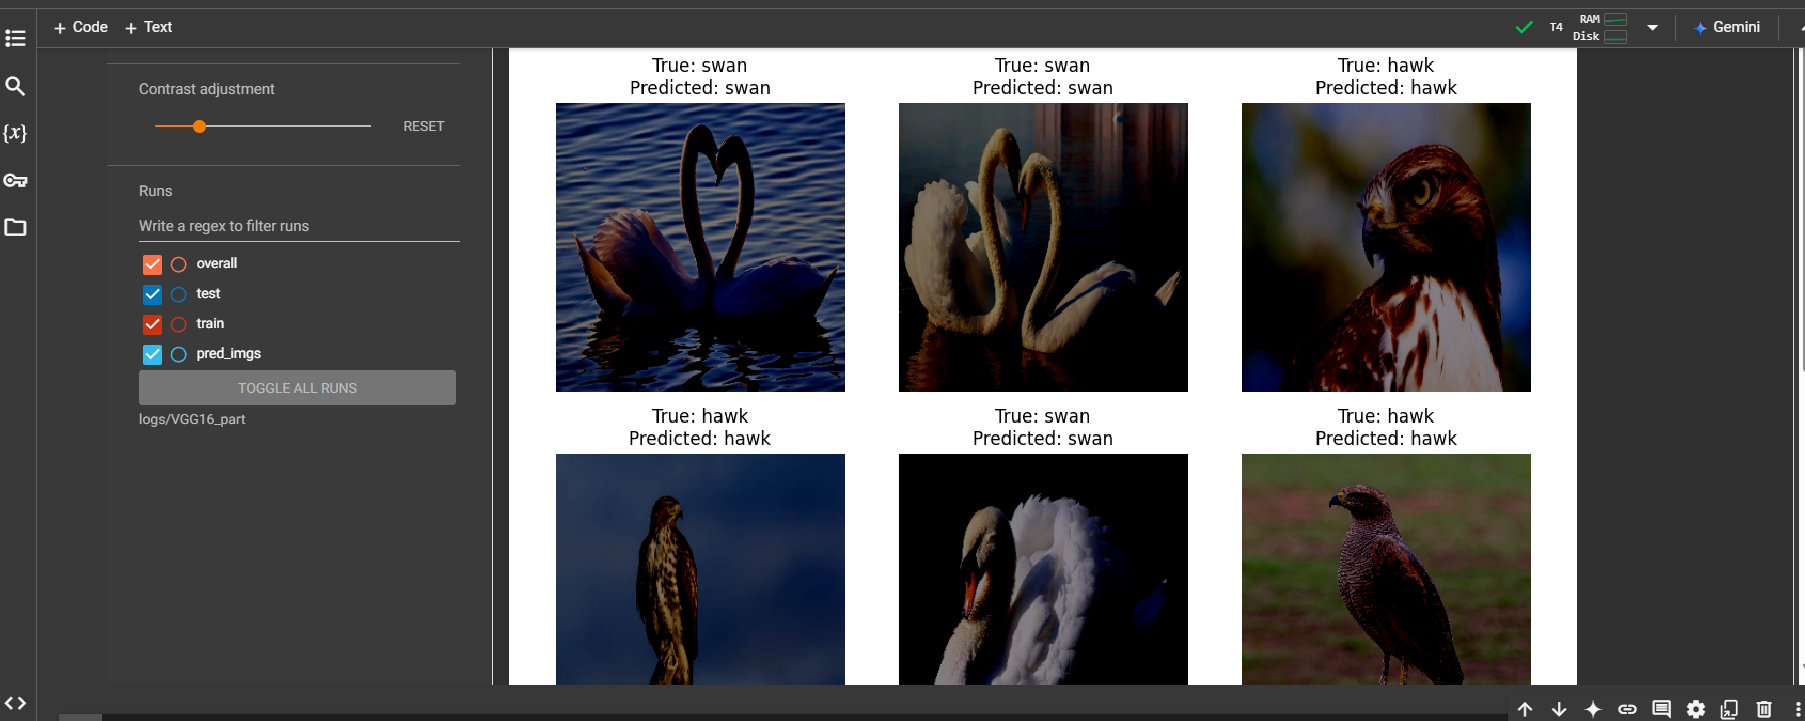 + Code + Text
T4
RAM
Disk
Gemini
Contrast adjustment
RESET
Runs
Write a regex to filter runs
overall
test
train
pred_imgs
TOGGLE ALL RUNS
logs/VGG16_part
True: swan
Predicted: swan
True: swan
Predicted: swan
True: hawk
Predicted: hawk
True: hawk
Predicted: hawk
True: swan
Predicted: swan
True: hawk
Predicted: hawk